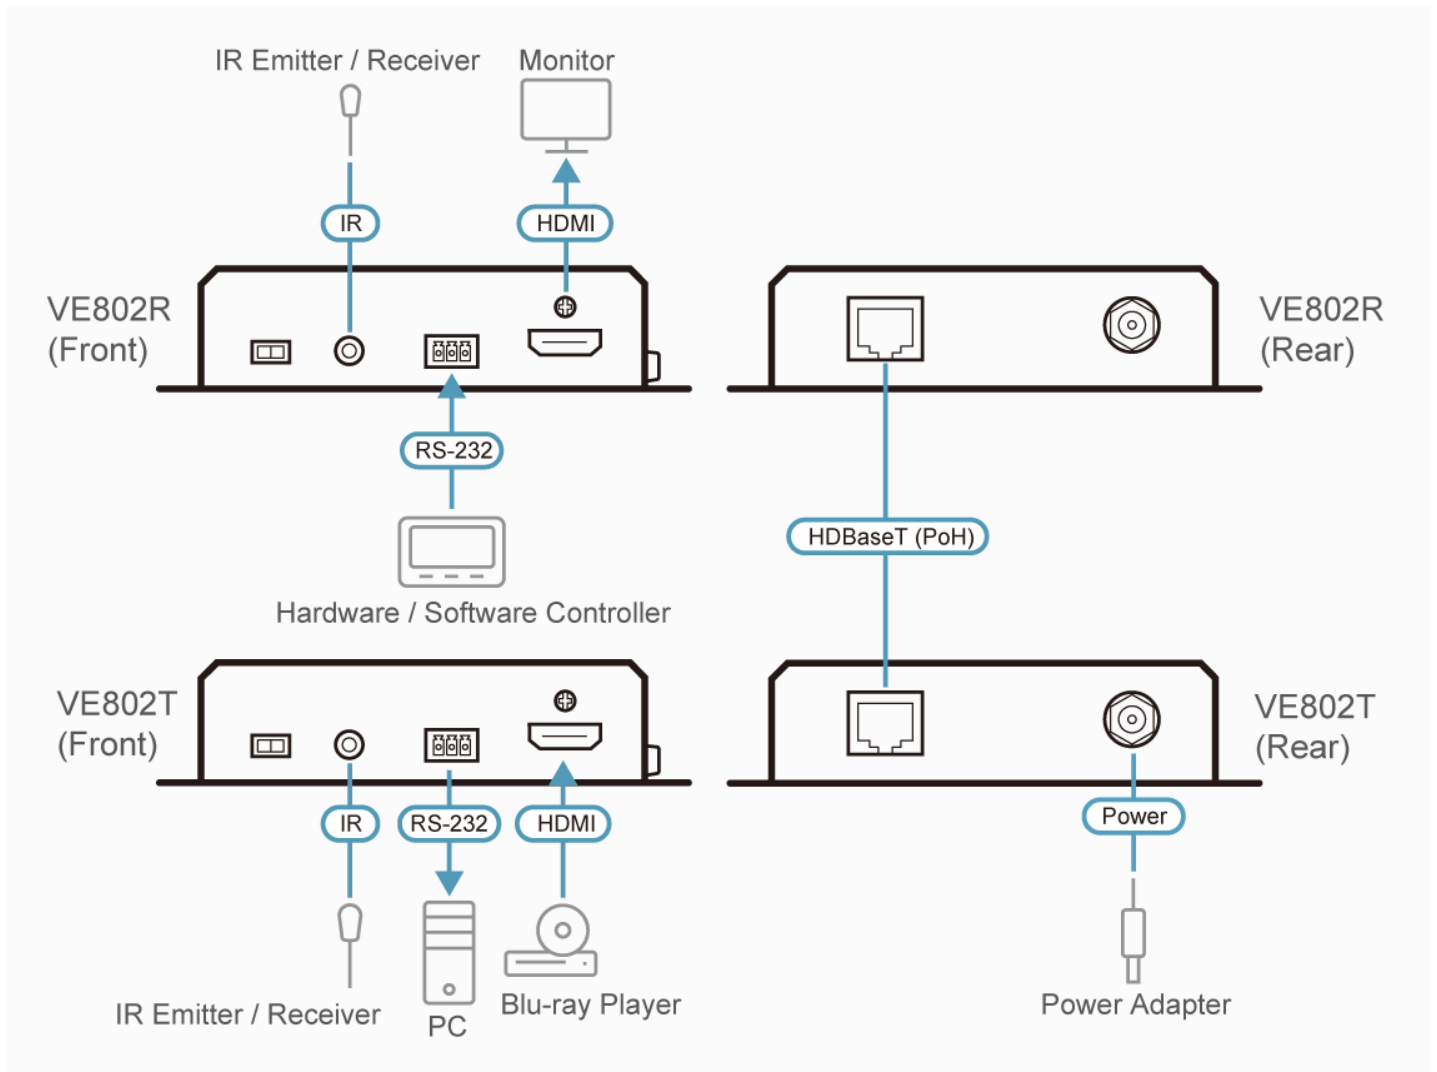 IR Emitter / Receiver
Monitor
IR
HDMI
VE802R
(Front)
VE802R
(Rear)
RS-232
HDBaseT (PoH)
Hardware / Software Controller
VE802T
(Front)
VE802T
(Rear)
IR
RS-232
HDMI
Power
IR Emitter / Receiver
PC
Blu-ray Player
Power Adapter